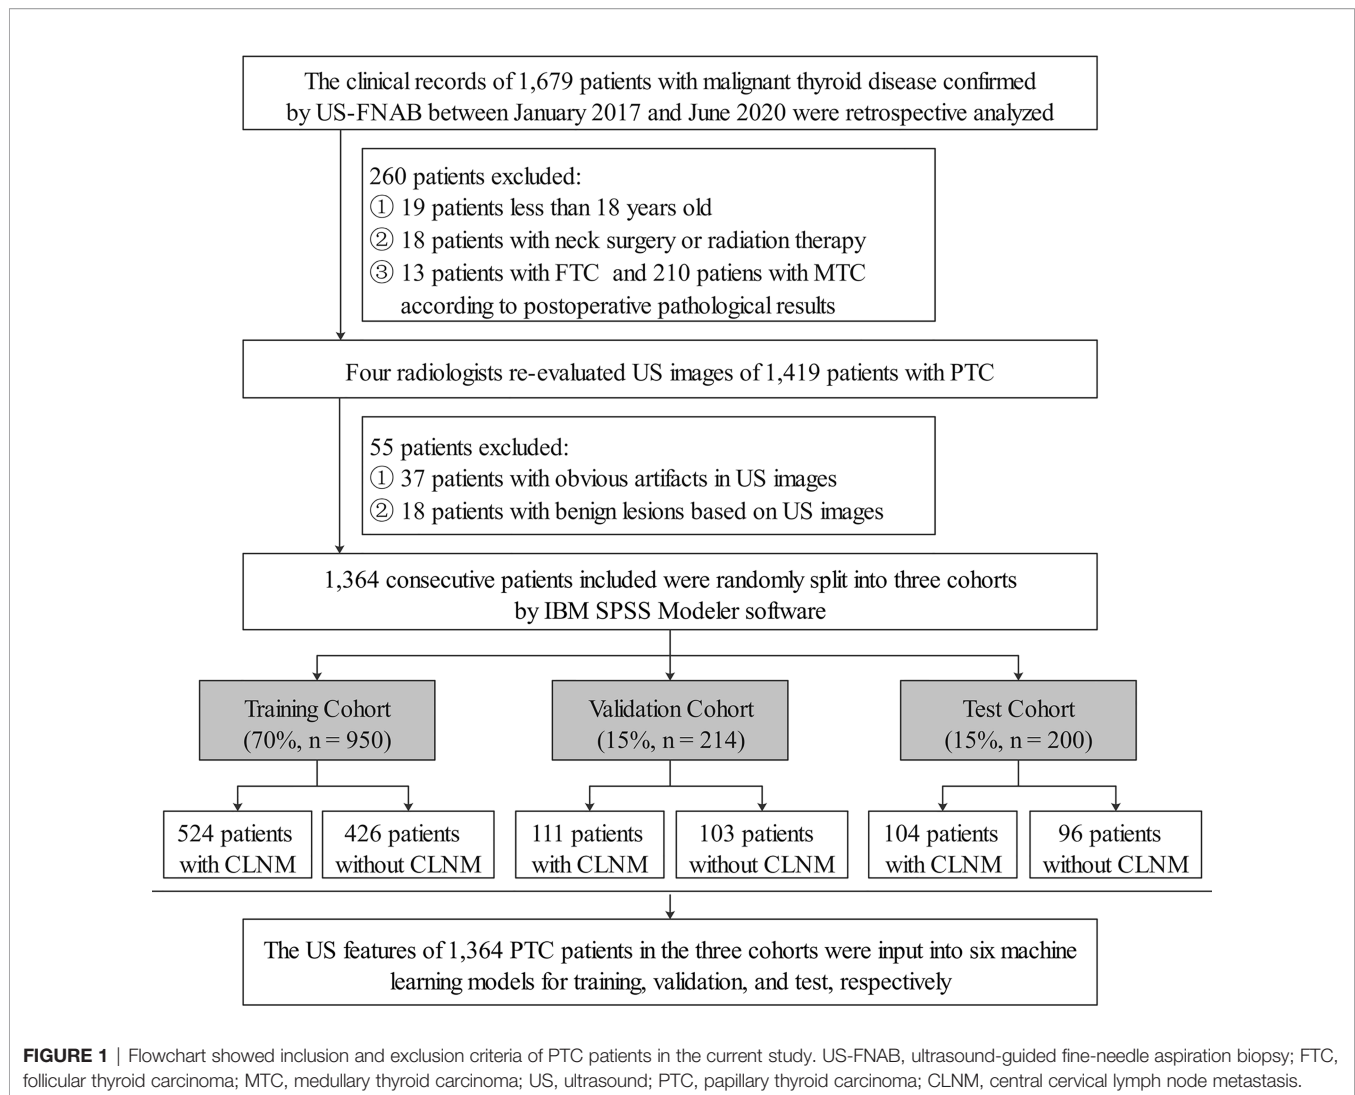 The clinical records of 1,679 patients with malignant thyroid disease confirmed
by US-FNAB between January 2017 and June 2020 were retrospective analyzed
260 patients excluded:
① 19 patients less than 18 years old
② 18 patients with neck surgery or radiation therapy
③ 13 patients with FTC and 210 patiens with MTC
according to postoperative pathological results
Four radiologists re-evaluated US images of 1,419 patients with PTC
55 patients excluded:
① 37 patients with obvious artifacts in US images
② 18 patients with benign lesions based on US images
1,364 consecutive patients included were randomly split into three cohorts
by IBM SPSS Modeler software
Training Cohort
(70%, n = 950)
Validation Cohort
(15%, n = 214)
Test Cohort
(15%, n = 200)
524 patients
with CLNM
426 patients
without CLNM
111 patients
with CLNM
103 patients
without CLNM
104 patients
with CLNM
96 patients
without CLNM
The US features of 1,364 PTC patients in the three cohorts were input into six machine
learning models for training, validation, and test, respectively
FIGURE 1 | Flowchart showed inclusion and exclusion criteria of PTC patients in the current study. US-FNAB, ultrasound-guided fine-needle aspiration biopsy; FTC,
follicular thyroid carcinoma; MTC, medullary thyroid carcinoma; US, ultrasound; PTC, papillary thyroid carcinoma; CLNM, central cervical lymph node metastasis.